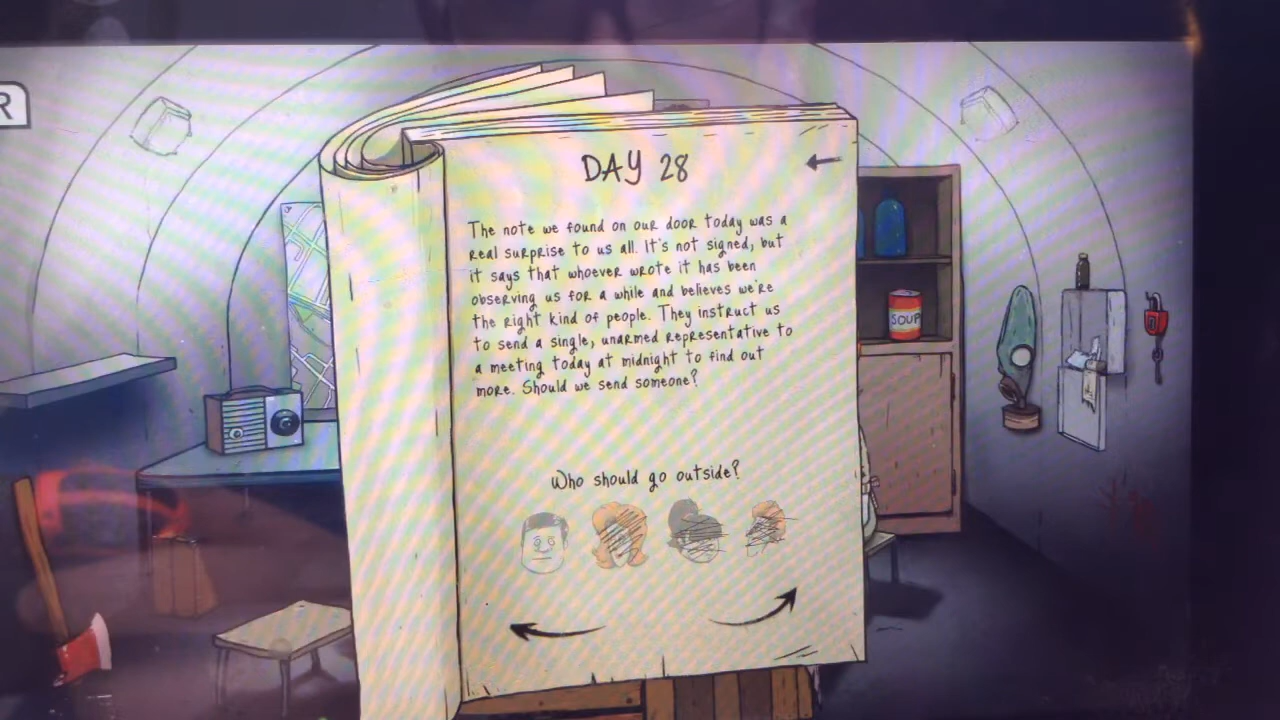 R
DAY 28
The note we found on our door today was a
real surprise to us all. It's not signed, but
it says that whoever wrote it has been
observing us for a while and believes we're
the right kind of people. They instruct us
to send a single, unarmed representative to
a meeting today at midnight to find out
more. Should we send someone?
SOUP
Who should go outside?